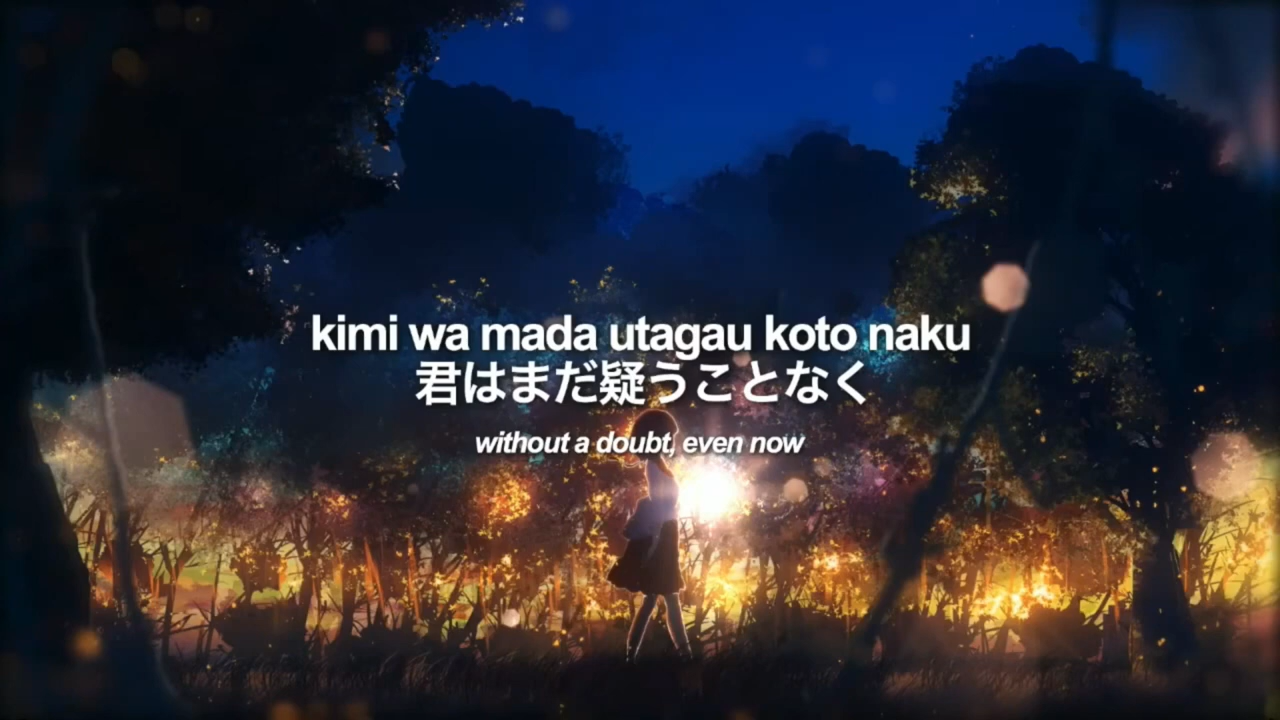 kimi wa mada utagau koto naku
君はまだ疑うことなく
without a doubt, even now